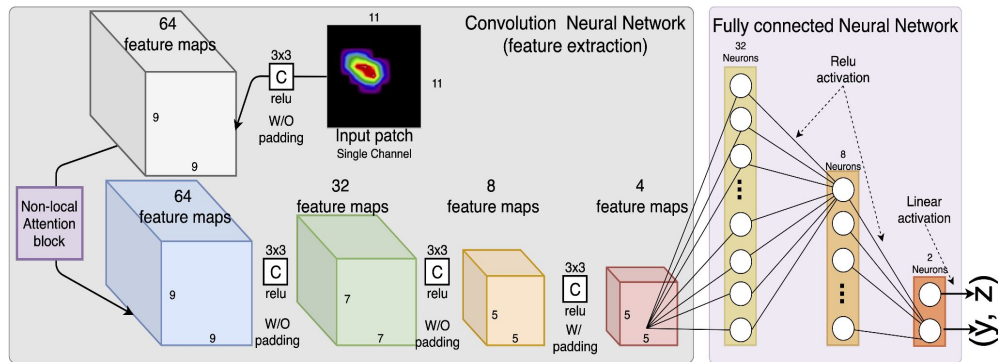 Convolution Neural Network
(feature extraction)
64
feature maps
9
9
3x3
C
relu
W/O
padding
11
11
Input patch
Single Channel
Non-local
Attention
block
64
feature maps
9
9
3x3
C
relu
W/O
padding
32
feature maps
7
7
3x3
C
relu
W/O
padding
8
feature maps
5
5
3x3
C
relu
W/
padding
4
feature maps
5
5
Fully connected Neural Network
32
Neurons
Relu
activation
8
Neurons
Linear
activation
2
Neurons
(y, z)